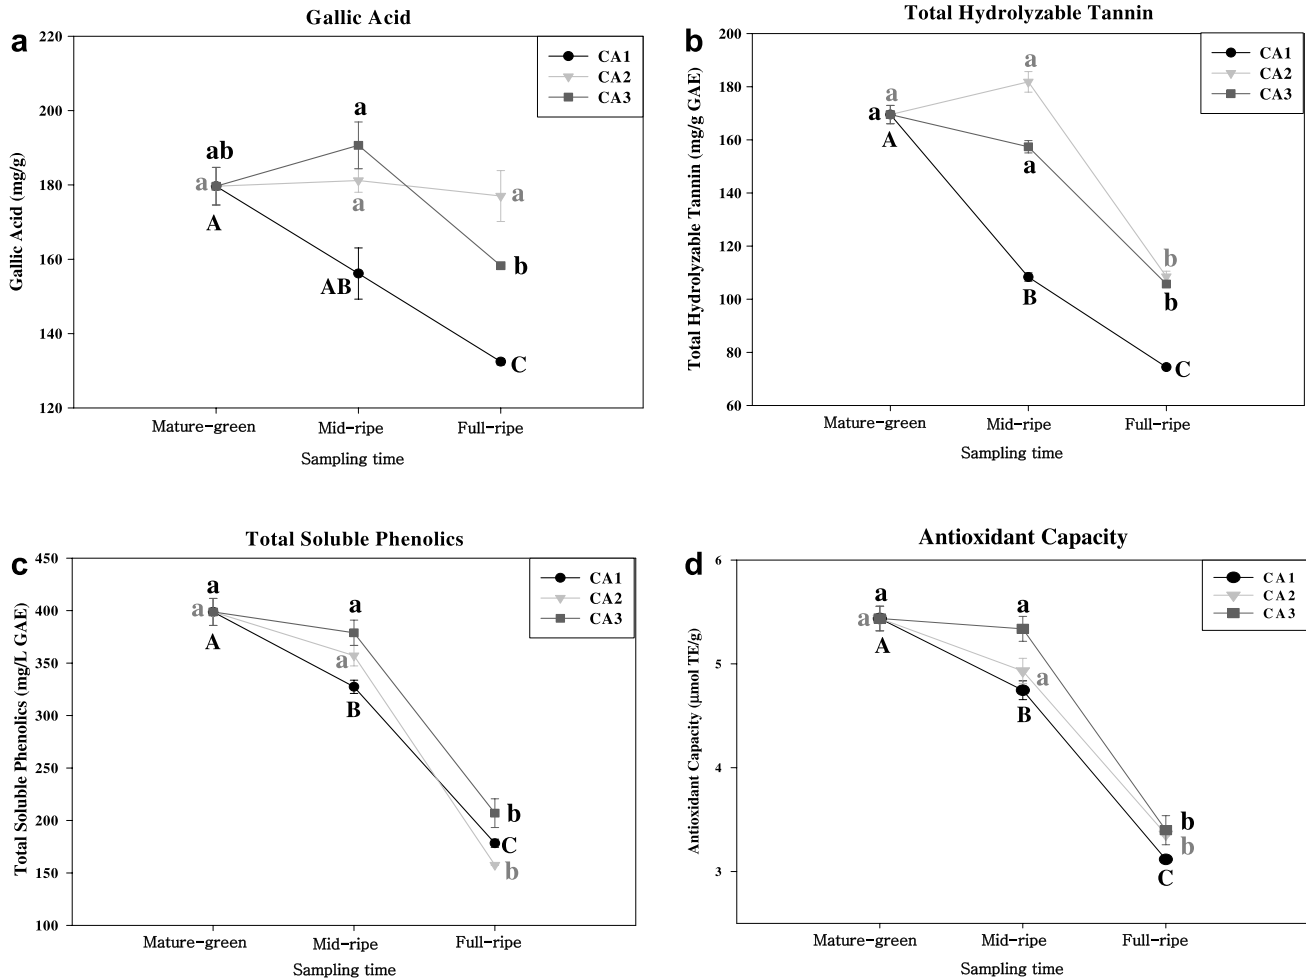 Gallic Acid
a
220
200
180
160
140
120
Gallic Acid (mg/g)
CA1
CA2
CA3
ab
a
A
a
a
AB
a
b
C
Mature-green
Mid-ripe
Full-ripe
Sampling time
Total Hydrolyzable Tannin
b
200
180
160
140
120
100
80
60
Total Hydrolyzable Tannin (mg/g GAE)
CA1
CA2
CA3
a
a
A
a
a
B
b
b
C
Mature-green
Mid-ripe
Full-ripe
Sampling time
Total Soluble Phenolics
c
450
400
350
300
250
200
150
100
Total Soluble Phenolics (mg/L GAE)
CA1
CA2
CA3
a
a
A
a
a
B
b
C
b
Mature-green
Mid-ripe
Full-ripe
Sampling time
Antioxidant Capacity
d
6
5
4
3
Antioxidant Capacity (μmol TE/g)
CA1
CA2
CA3
a
a
A
a
a
B
b
b
C
Mature-green
Mid-ripe
Full-ripe
Sampling time